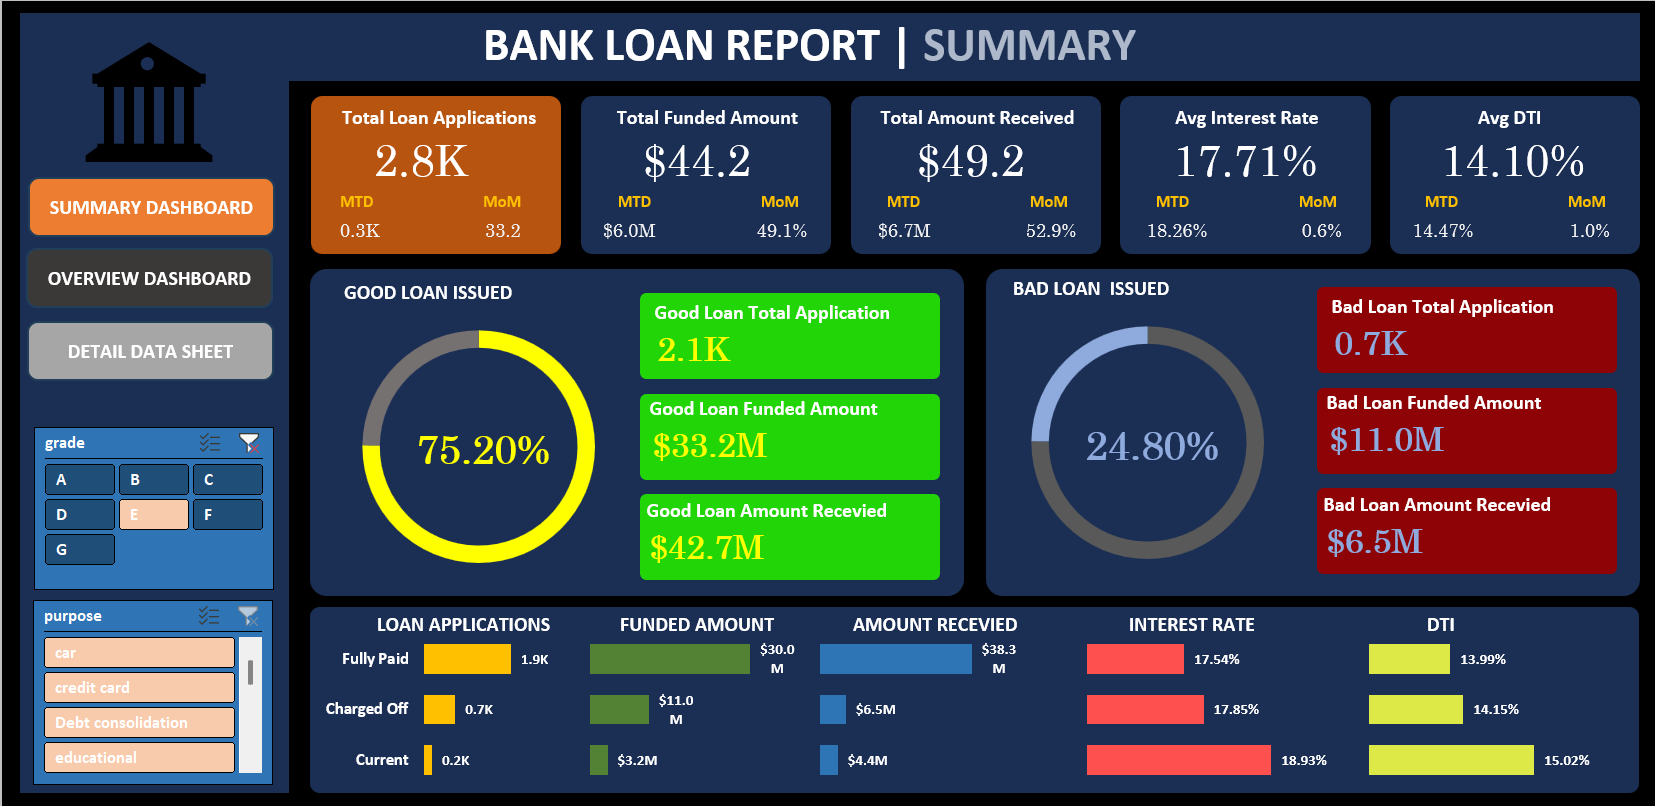 BANK LOAN REPORT | SUMMARY
SUMMARY DASHBOARD
OVERVIEW DASHBOARD
DETAIL DATA SHEET
grade
A B C
D E F
G
purpose
car
credit card
Debt consolidation
educational
Total Loan Applications
2.8K
MTD MoM
0.3K 33.2
Total Funded Amount
$44.2
MTD MoM
$6.0M 49.1%
Total Amount Received
$49.2
MTD MoM
$6.7M 52.9%
Avg Interest Rate
17.71%
MTD MoM
18.26% 0.6%
Avg DTI
14.10%
MTD MoM
14.47% 1.0%
GOOD LOAN ISSUED
75.20%
Good Loan Total Application
2.1K
Good Loan Funded Amount
$33.2M
Good Loan Amount Recevied
$42.7M
BAD LOAN  ISSUED
24.80%
Bad Loan Total Application
0.7K
Bad Loan Funded Amount
$11.0M
Bad Loan Amount Recevied
$6.5M
LOAN APPLICATIONS FUNDED AMOUNT AMOUNT RECEVIED INTEREST RATE DTI
Fully Paid 1.9K $30.0
M $38.3
M 17.54% 13.99%
Charged Off 0.7K $11.0
M $6.5M 17.85% 14.15%
Current 0.2K $3.2M $4.4M 18.93% 15.02%